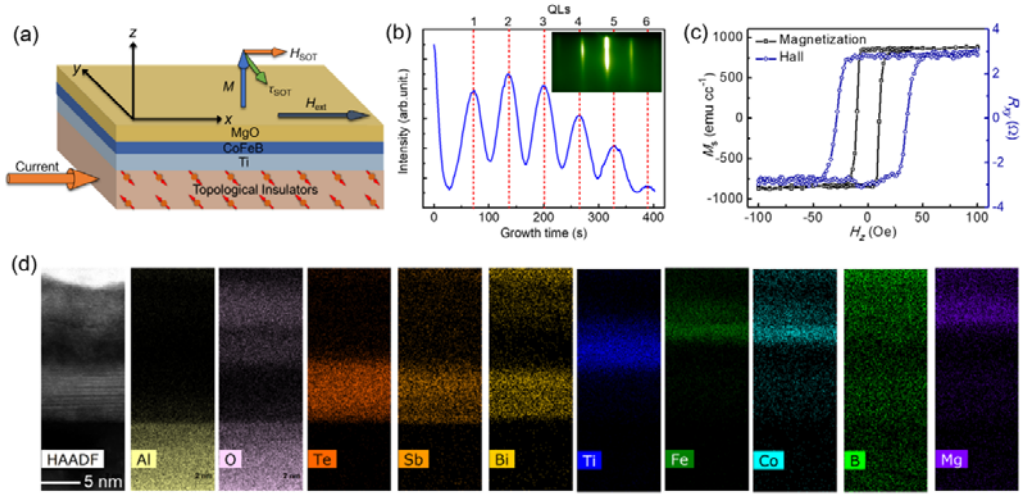 (a)
z
y
x
M
H_SOT
τ_SOT
H_ext
MgO
CoFeB
Ti
Current
Topological Insulators
(b)
QLs
1 2 3 4 5 6
Intensity (arb unit.)
0 100 200 300 400
Growth time (s)
(c)
Magnetization
Hall
1000
500
0
-500
-1000
M_s (emu cc⁻¹)
4
2
0
-2
-4
R_xy (Ω)
-100 -50 0 50 100
H_z (Oe)
(d)
HAADF Al O Te Sb Bi Ti Fe Co B Mg
5 nm
2 nm